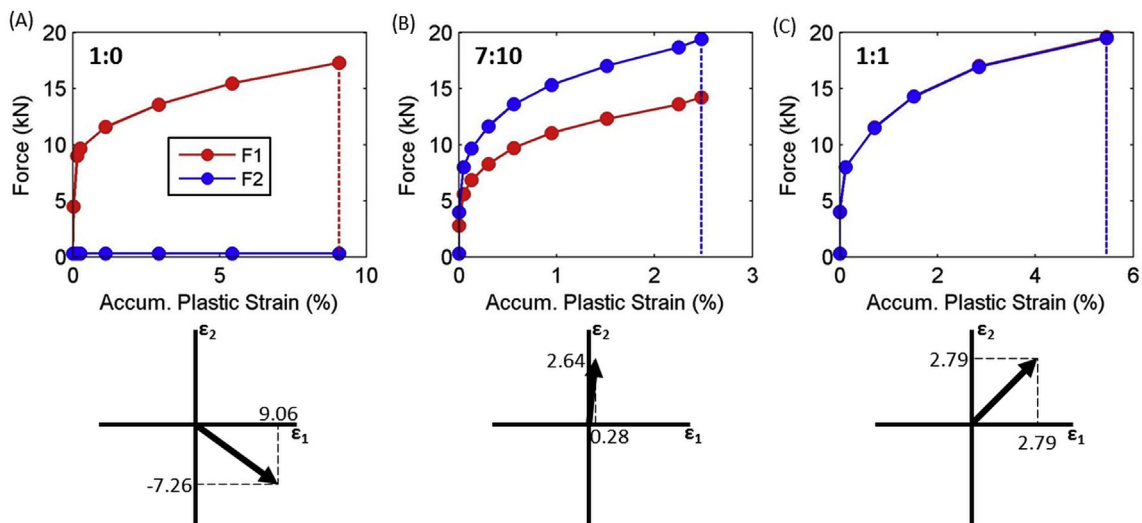 (A)
1:0
20
15
10
5
0
Force (kN)
F1
F2
0
5
10
Accum. Plastic Strain (%)
(B)
7:10
20
15
10
5
0
Force (kN)
0
1
2
3
Accum. Plastic Strain (%)
(C)
1:1
20
15
10
5
0
Force (kN)
0
2
4
6
Accum. Plastic Strain (%)
ε2
9.06
ε1
-7.26
ε2
2.64
0.28
ε1
ε2
2.79
2.79
ε1